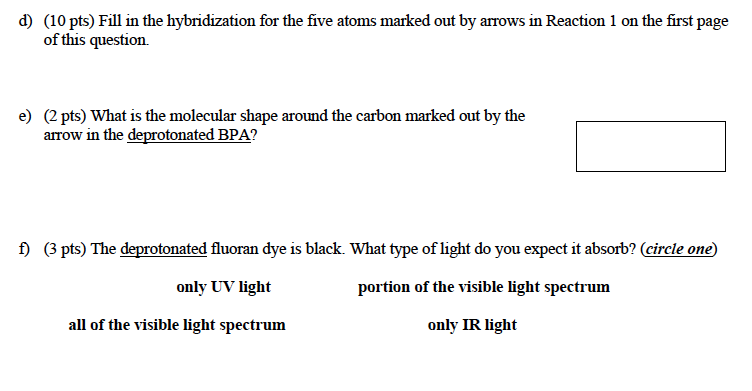 d) (10 pts) Fill in the hybridization for the five atoms marked out by arrows in Reaction 1 on the first page
of this question.
e) (2 pts) What is the molecular shape around the carbon marked out by the
arrow in the deprotonated BPA?
f) (3 pts) The deprotonated fluoran dye is black. What type of light do you expect it absorb? (circle one)
only UV light portion of the visible light spectrum
all of the visible light spectrum only IR light